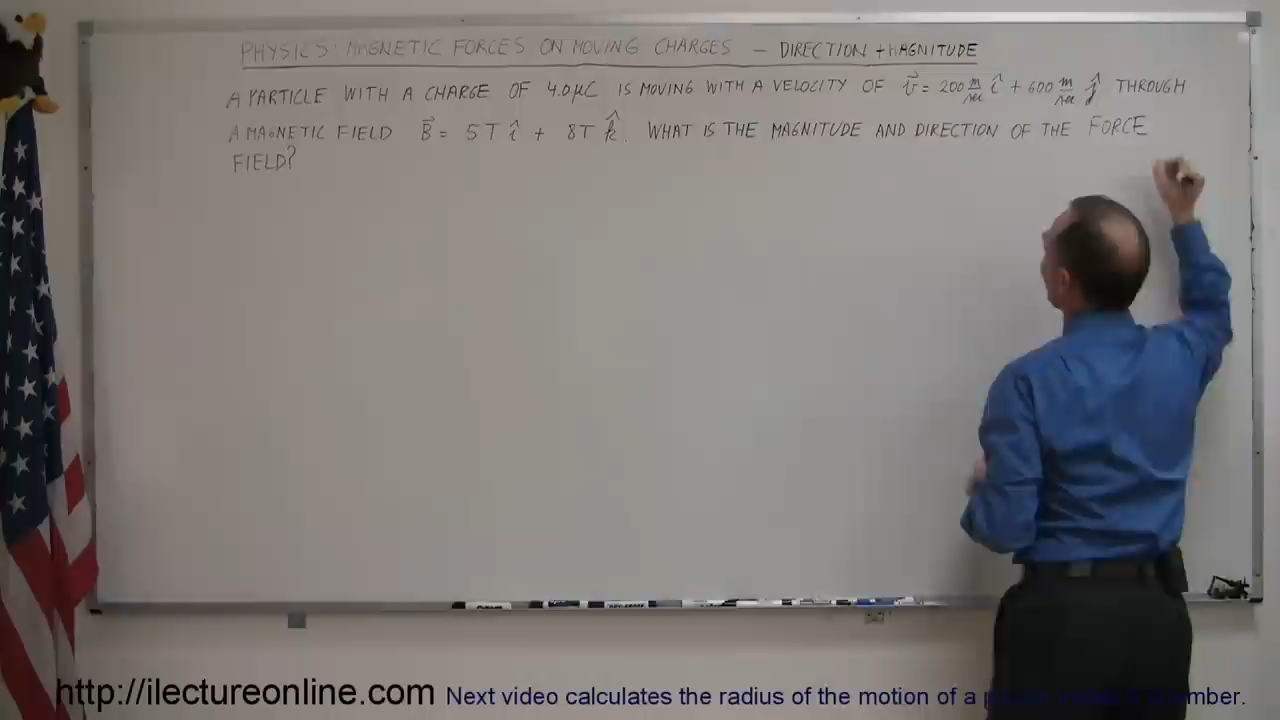 PHYSICS: MAGNETIC FORCES ON MOVING CHARGES – DIRECTION + MAGNITUDE
A PARTICLE WITH A CHARGE OF 4.0 μC IS MOVING WITH A VELOCITY OF v⃗ = 200 m/sec î + 600 m/sec ĵ THROUGH
A MAGNETIC FIELD B⃗ = 5T î + 8T k̂. WHAT IS THE MAGNITUDE AND DIRECTION OF THE FORCE
FIELD?
http://ilectureonline.com Next video calculates the radius of the motion of a